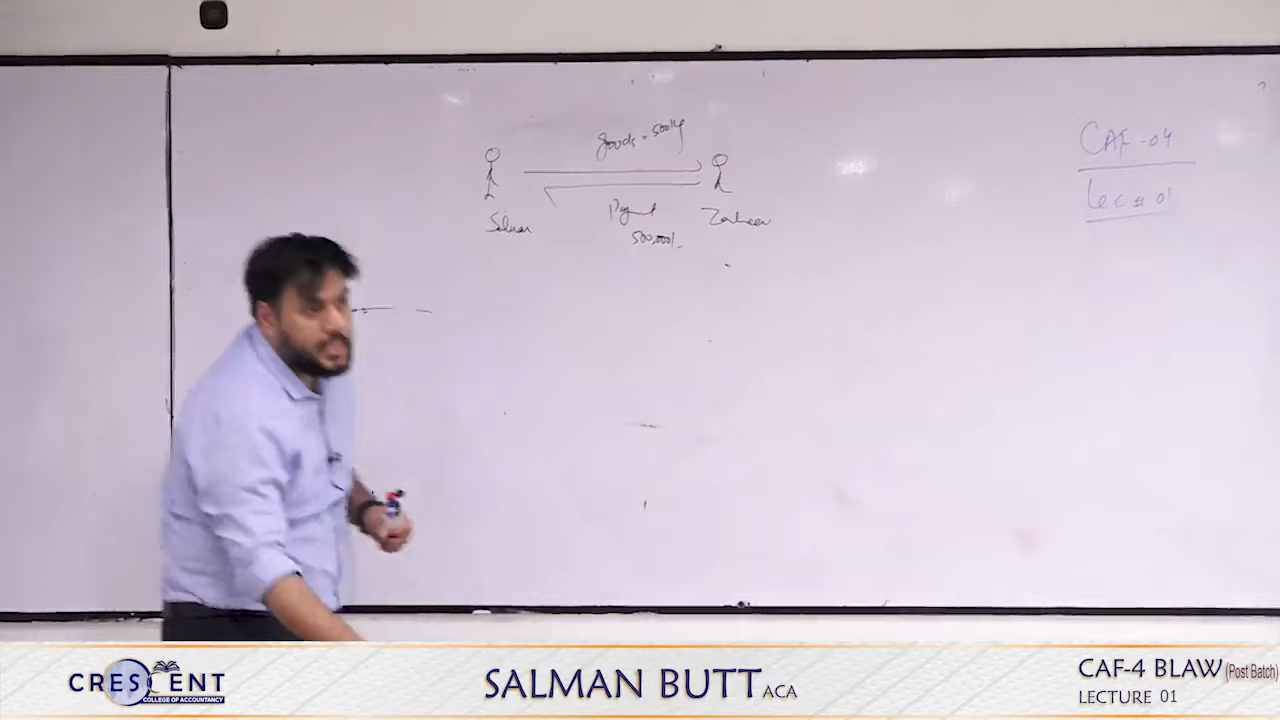 goods = 500kg
CAF-04
Lec # 01
Salman
Payment
Zaheer
500,000/-
CRESCENT
COLLEGE OF ACCOUNTANCY
SALMAN BUTT ACA
CAF-4 BLAW (Post Batch)
LECTURE 01